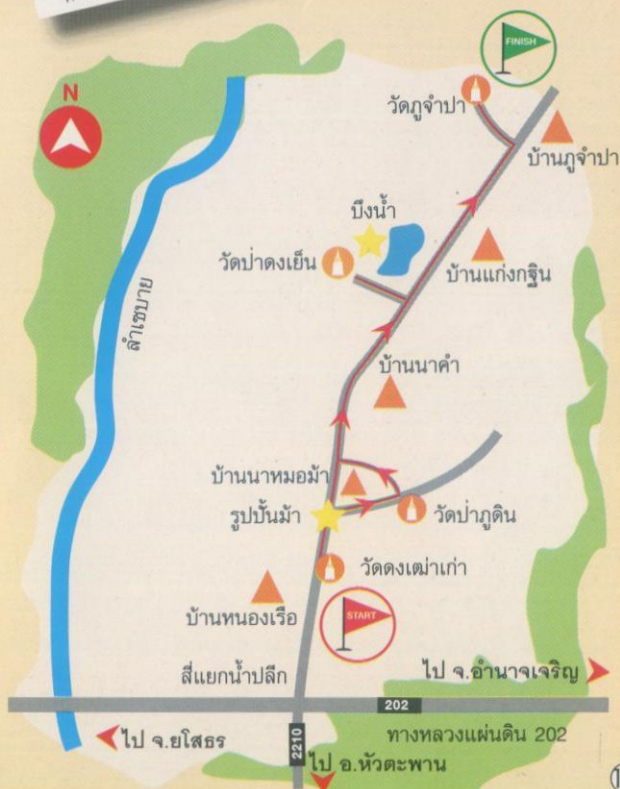 FINISH
วัดภูจำปา
N
บ้านภูจำปา
บึงน้ำ
วัดป่าดงเย็น
บ้านแก่งกฐิน
ลำเซบาย
บ้านนาคำ
บ้านนาหมอม้า
รูปปั้นม้า
วัดป่าภูดิน
วัดดงเฒ่าเก่า
บ้านหนองเรือ
START
สี่แยกน้ำปลีก
ไป จ.อำนาจเจริญ
202
ไป จ.ยโสธร
2210
ทางหลวงแผ่นดิน 202
ไป อ.หัวตะพาน